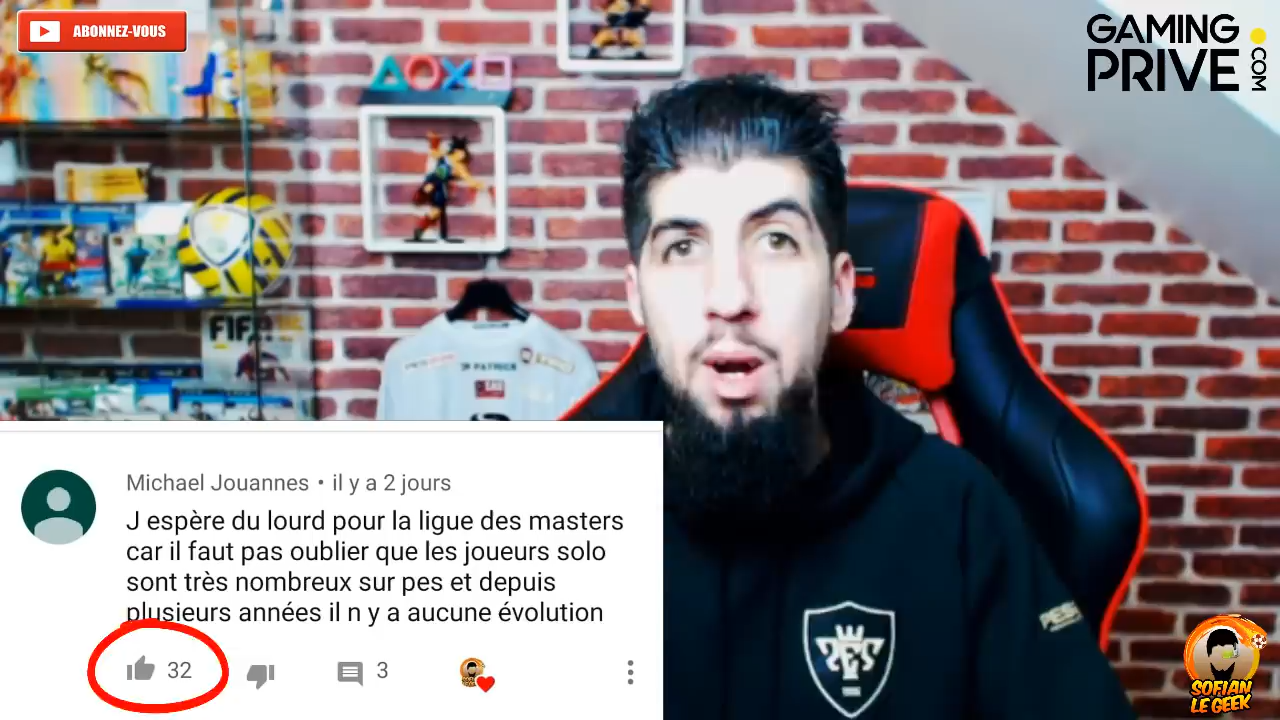 ABONNEZ-VOUS
GAMING
PRIVE
.COM
FIFA
PES
Michael Jouannes • il y a 2 jours
J espère du lourd pour la ligue des masters
car il faut pas oublier que les joueurs solo
sont très nombreux sur pes et depuis
plusieurs années il n y a aucune évolution
32
3
PES
SOFIAN
LE GEEK